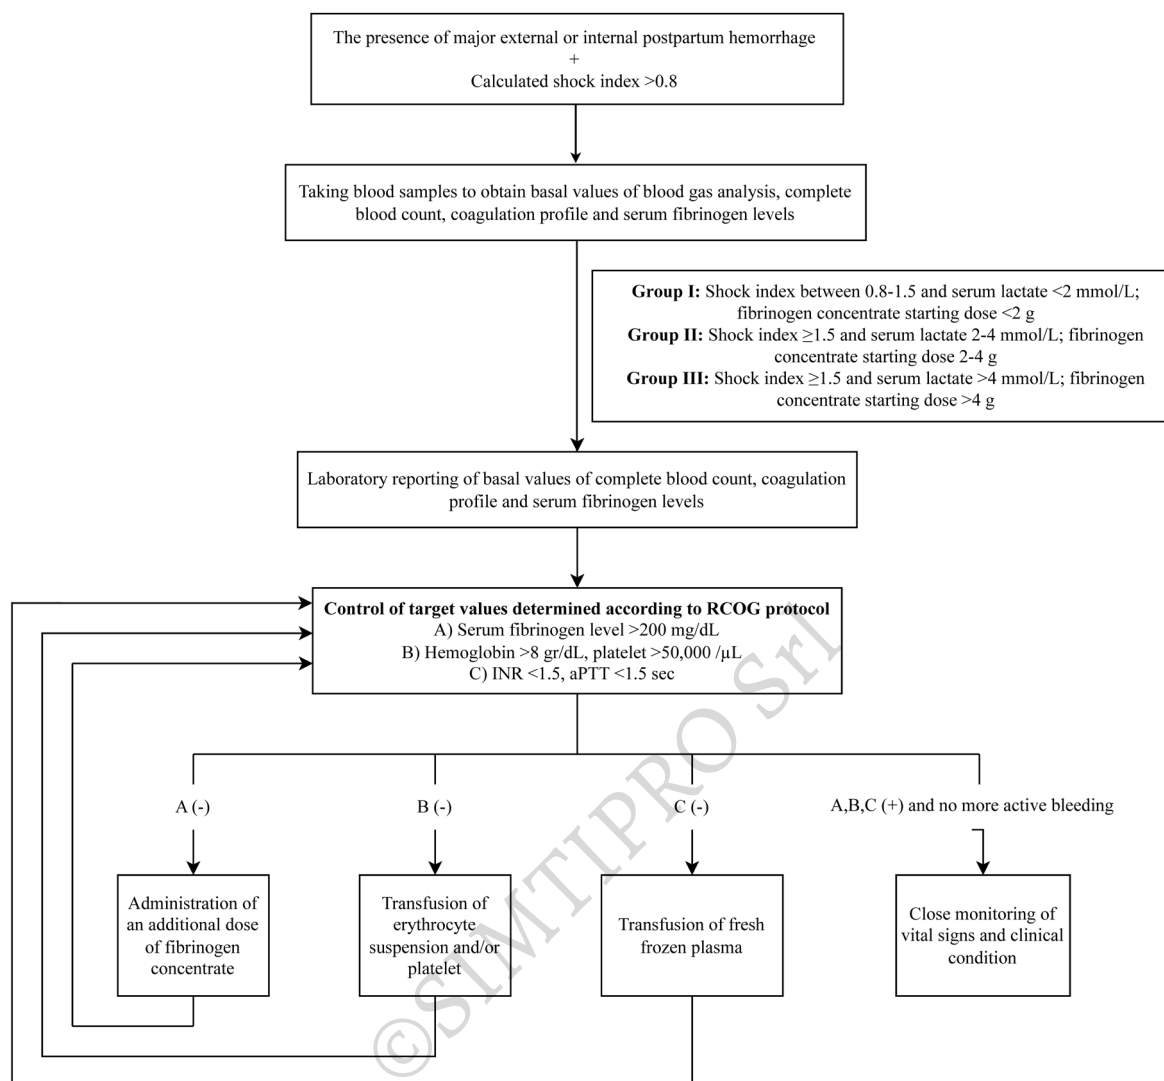 The presence of major external or internal postpartum hemorrhage
+
Calculated shock index >0.8
Taking blood samples to obtain basal values of blood gas analysis, complete
blood count, coagulation profile and serum fibrinogen levels
Group I: Shock index between 0.8-1.5 and serum lactate <2 mmol/L;
fibrinogen concentrate starting dose <2 g
Group II: Shock index ≥1.5 and serum lactate 2-4 mmol/L; fibrinogen
concentrate starting dose 2-4 g
Group III: Shock index ≥1.5 and serum lactate >4 mmol/L; fibrinogen
concentrate starting dose >4 g
Laboratory reporting of basal values of complete blood count, coagulation
profile and serum fibrinogen levels
Control of target values determined according to RCOG protocol
A) Serum fibrinogen level >200 mg/dL
B) Hemoglobin >8 gr/dL, platelet >50,000 /µL
C) INR <1.5, aPTT <1.5 sec
A (-)
B (-)
C (-)
A,B,C (+) and no more active bleeding
Administration of
an additional dose
of fibrinogen
concentrate
Transfusion of
erythrocyte
suspension and/or
platelet
Transfusion of fresh
frozen plasma
Close monitoring of
vital signs and clinical
condition
©SIMTIPRO Srl